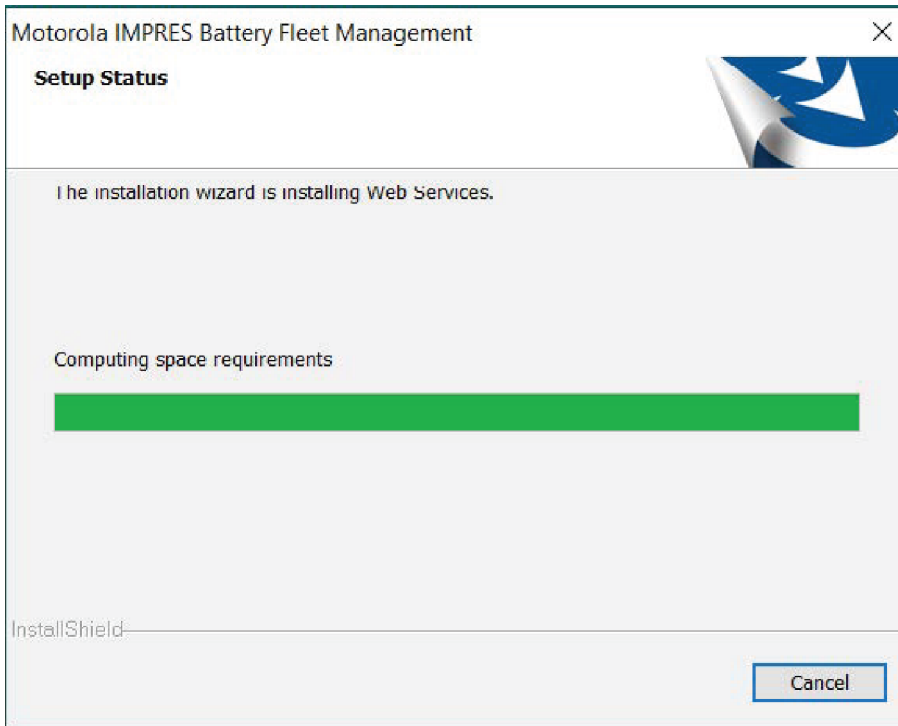 Motorola IMPRES Battery Fleet Management
Setup Status
The installation wizard is installing Web Services.
Computing space requirements
InstallShield
Cancel